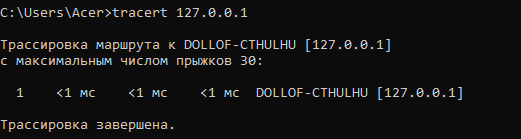 C:\Users\Acer>tracert 127.0.0.1
Трассировка маршрута к DOLLOF-CTHULHU [127.0.0.1]
с максимальным числом прыжков 30:
1 <1 мс <1 мс <1 мс DOLLOF-CTHULHU [127.0.0.1]
Трассировка завершена.